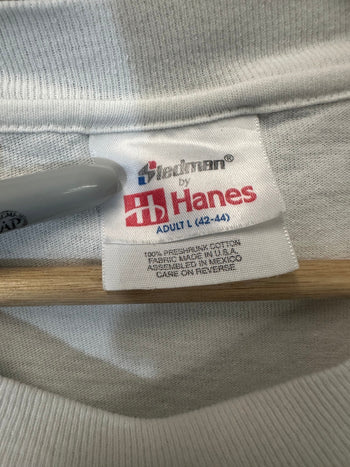 Stedman®
by
Hanes
ADULT L (42-44)
100% PRESHRUNK COTTON
FABRIC MADE IN U.S.A.
ASSEMBLED IN MEXICO
CARE ON REVERSE